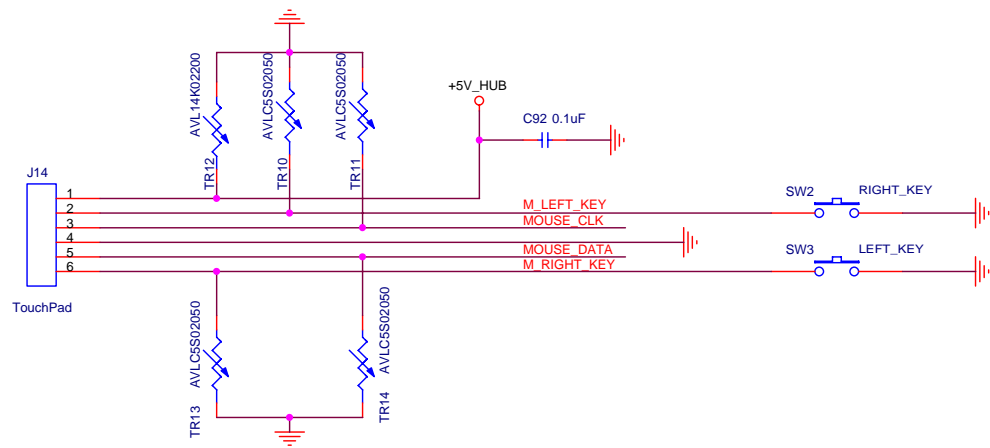 AVL14K02200
AVLC5S02050
AVLC5S02050
+5V_HUB
C92 0.1uF
TR12
TR10
TR11
J14
1
2
3
4
5
6
M_LEFT_KEY
MOUSE_CLK
MOUSE_DATA
M_RIGHT_KEY
SW2
RIGHT_KEY
SW3
LEFT_KEY
TouchPad
AVLC5S02050
AVLC5S02050
TR13
TR14